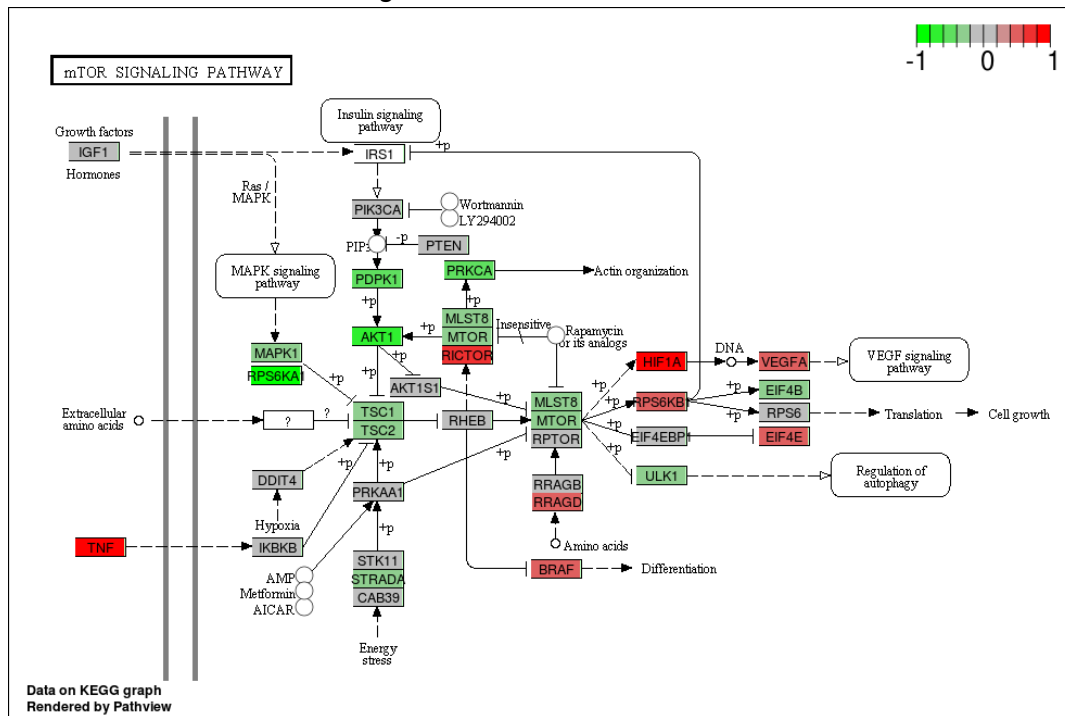 -1 0 1
mTOR SIGNALING PATHWAY
Insulin signaling
pathway
Growth factors
IGF1
Hormones
IRS1
+p
Ras /
MAPK
PIK3CA
Wortmannin
LY294002
-p
PTEN
MAPK signaling
pathway
PDPK1
PRKCA
Actin organization
+p
+p
MLST8
Insensitive
Rapamycin
or its analogs
AKT1
+p
MTOR
RICTOR
MAPK1
RPS6KA1
+p
+p
+p
AKT1S1
HIF1A
DNA
VEGFA
VEGF signaling
pathway
+p
RPS6KB1
+p
EIF4B
+p
RPS6
Translation
Cell growth
Extracellular
amino acids
?
?
TSC1
TSC2
RHEB
MLST8
MTOR
RPTOR
+p
EIF4EBP1
EIF4E
+p
ULK1
Regulation of
autophagy
DDIT4
+p
+p
+p
PRKAA1
+p
RRAGB
RRAGD
Hypoxia
TNF
IKBKB
+p
Amino acids
STK11
STRADA
CAB39
AMP
Metformin
AICAR
BRAF
Differentiation
Energy
stress
Data on KEGG graph
Rendered by Pathview